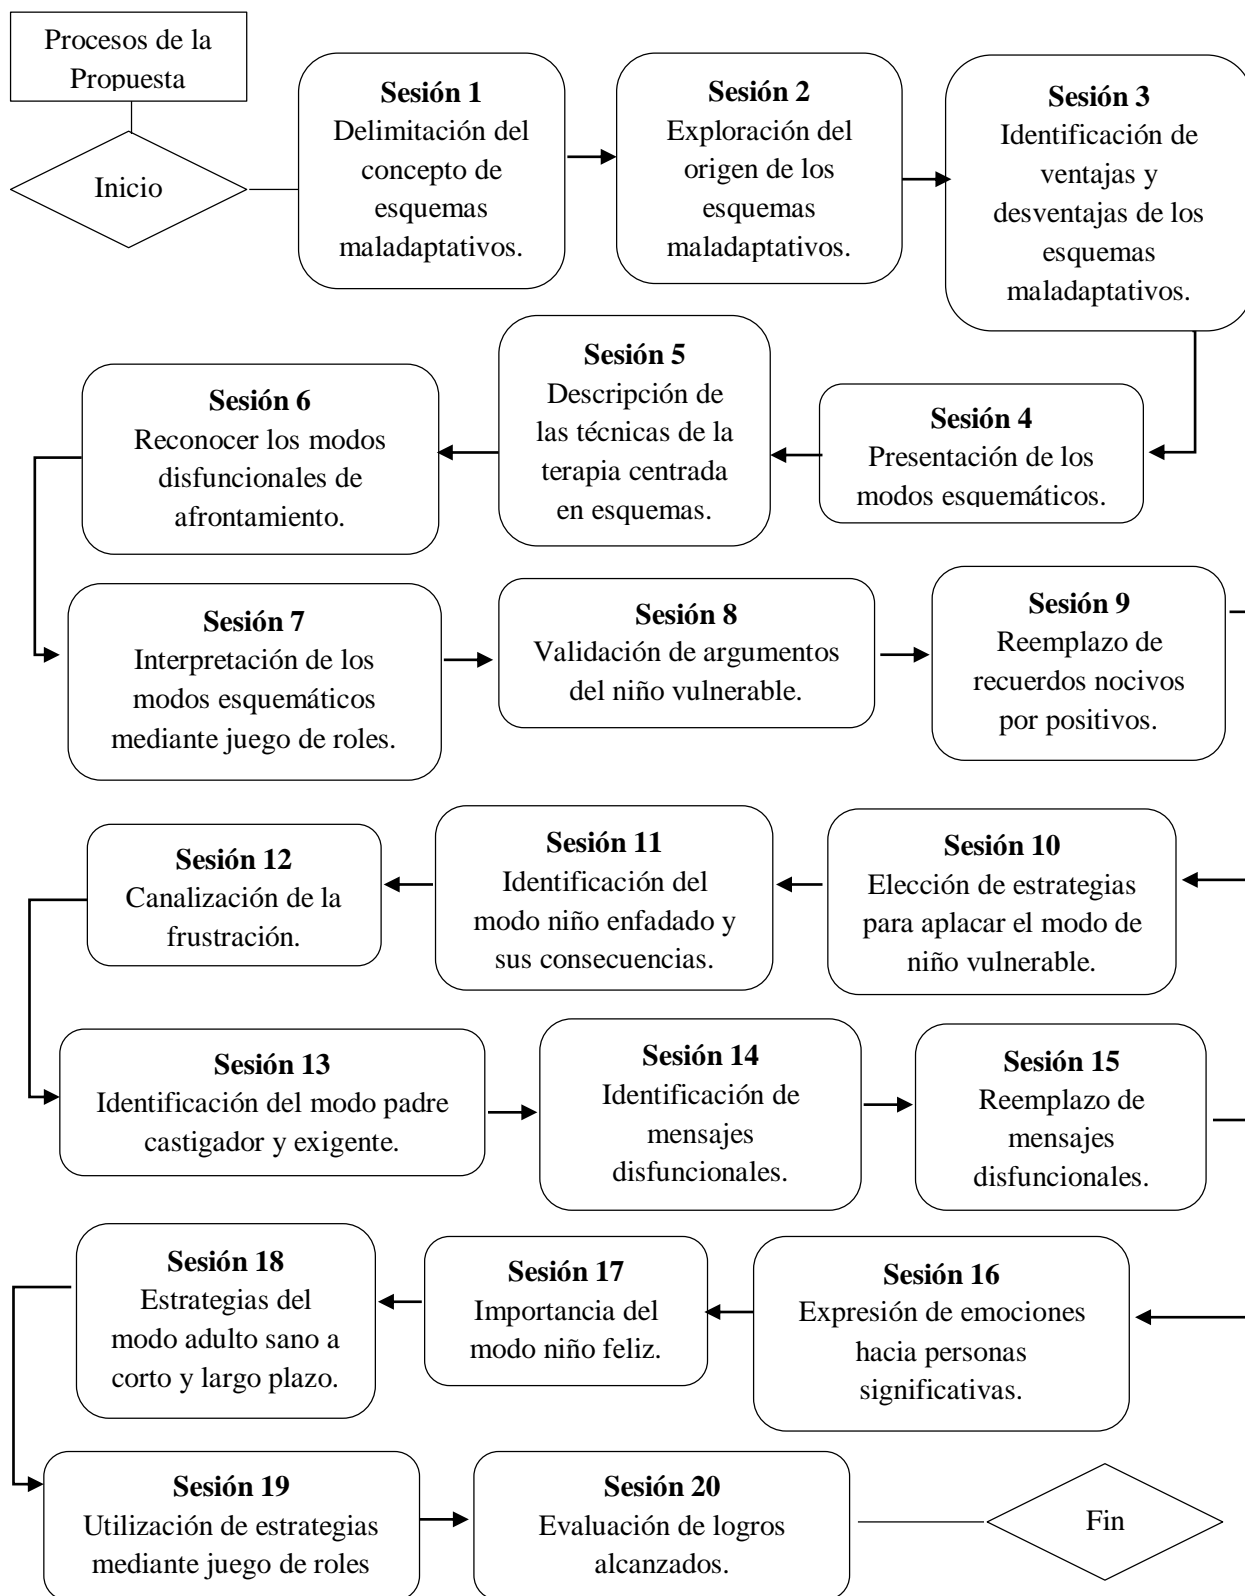 Procesos de la
Propuesta
Inicio
Sesión 1
Delimitación del
concepto de
esquemas
maladaptativos.
Sesión 2
Exploración del
origen de los
esquemas
maladaptativos.
Sesión 3
Identificación de
ventajas y
desventajas de los
esquemas
maladaptativos.
Sesión 4
Presentación de los
modos esquemáticos.
Sesión 5
Descripción de
las técnicas de la
terapia centrada
en esquemas.
Sesión 6
Reconocer los modos
disfuncionales de
afrontamiento.
Sesión 7
Interpretación de los
modos esquemáticos
mediante juego de roles.
Sesión 8
Validación de argumentos
del niño vulnerable.
Sesión 9
Reemplazo de
recuerdos nocivos
por positivos.
Sesión 10
Elección de estrategias
para aplacar el modo de
niño vulnerable.
Sesión 11
Identificación del
modo niño enfadado y
sus consecuencias.
Sesión 12
Canalización de la
frustración.
Sesión 13
Identificación del modo padre
castigador y exigente.
Sesión 14
Identificación de
mensajes
disfuncionales.
Sesión 15
Reemplazo de
mensajes
disfuncionales.
Sesión 16
Expresión de emociones
hacia personas
significativas.
Sesión 17
Importancia del
modo niño feliz.
Sesión 18
Estrategias del
modo adulto sano a
corto y largo plazo.
Sesión 19
Utilización de estrategias
mediante juego de roles
Sesión 20
Evaluación de logros
alcanzados.
Fin